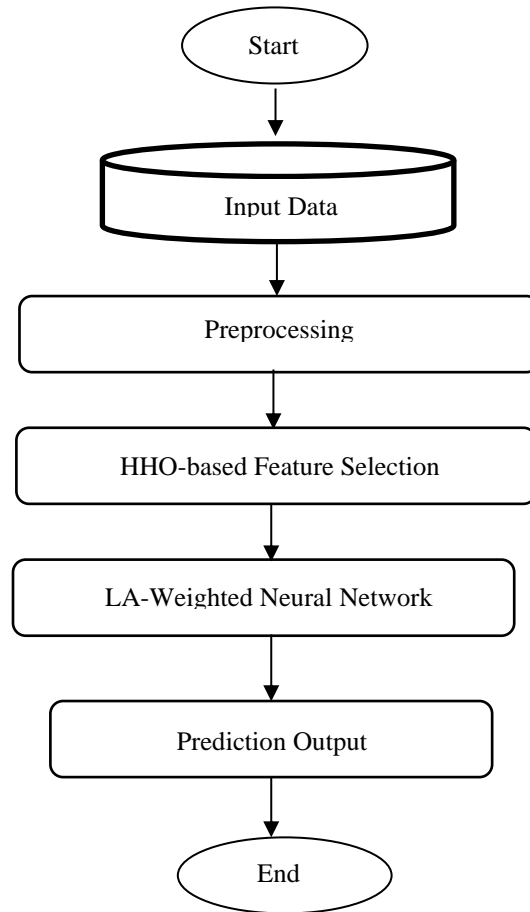 Start
Input Data
Preprocessing
HHO-based Feature Selection
LA-Weighted Neural Network
Prediction Output
End